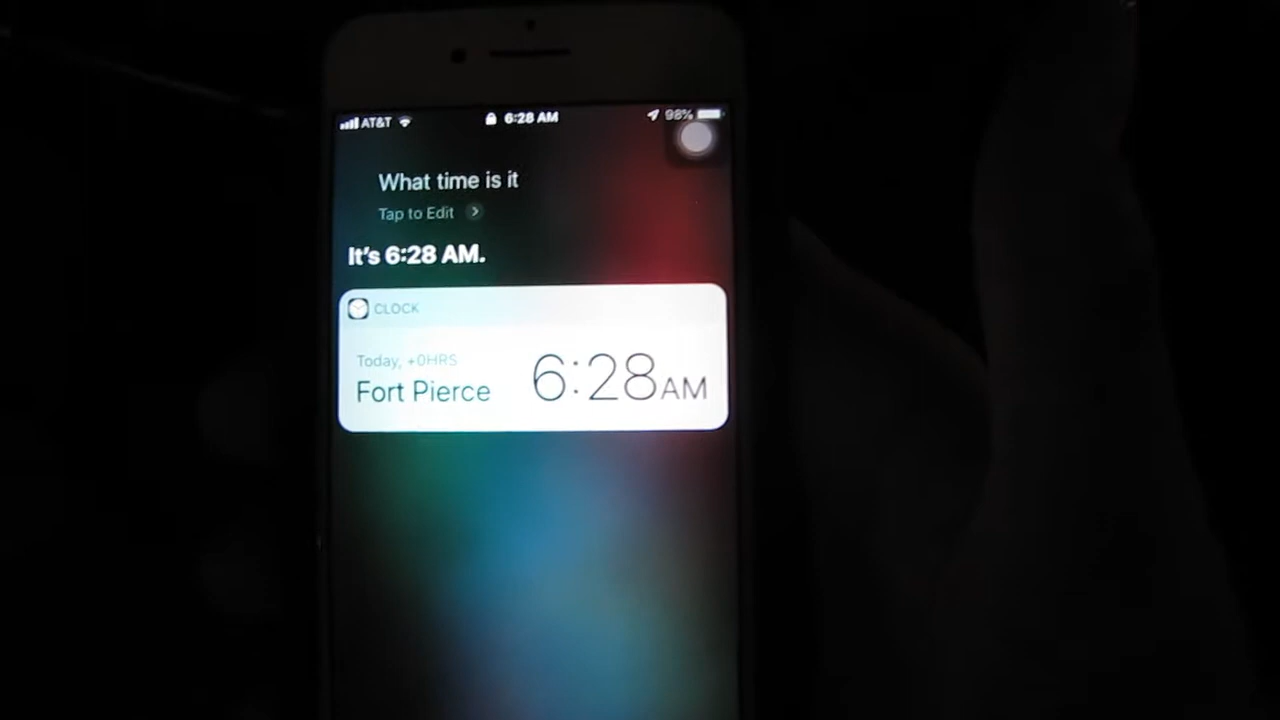 AT&T 6:28 AM 98%
What time is it
Tap to Edit
It's 6:28 AM.
CLOCK
Today, +0HRS
Fort Pierce 6:28AM